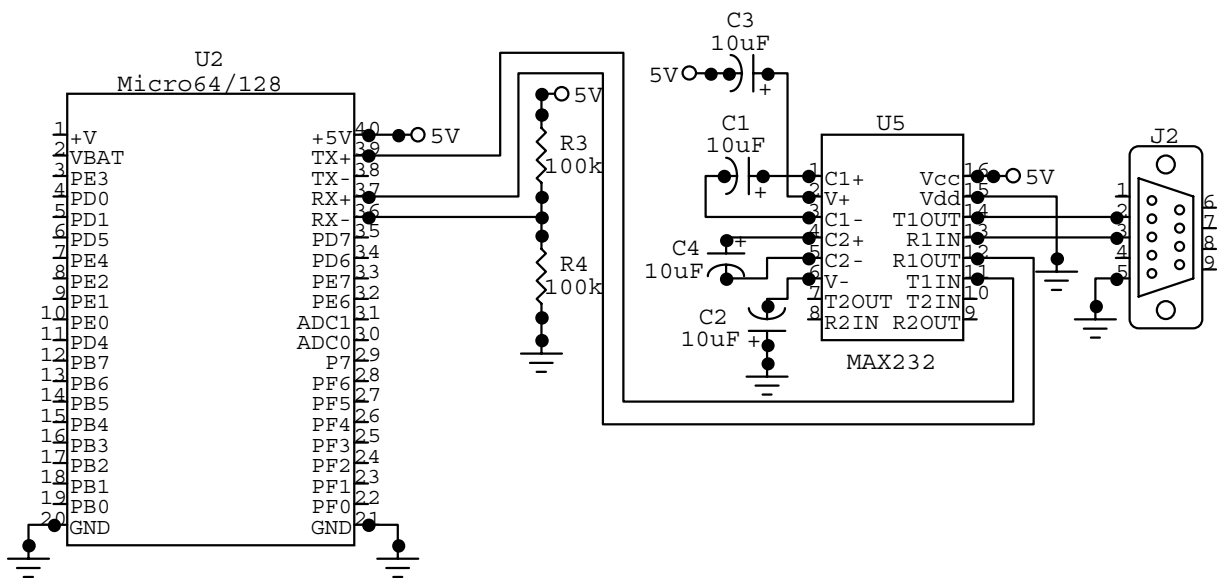 U2
Micro64/128
1 +V
2 VBAT
3 PE3
4 PD0
5 PD1
6 PD5
7 PE4
8 PE2
9 PE1
10 PE0
11 PD4
12 PB7
13 PB6
14 PB5
15 PB4
16 PB3
17 PB2
18 PB1
19 PB0
20 GND
+5V 40
TX+ 39
TX- 38
RX+ 37
RX- 36
PD7 35
PD6 34
PE7 33
PE6 32
ADC1 31
ADC0 30
P7 29
PF6 28
PF5 27
PF4 26
PF3 25
PF2 24
PF1 23
PF0 22
GND 21
5V
5V
R3
100k
R4
100k
C3
10uF
5V
+
C1
10uF
+
C4
10uF
+
C2
10uF
+
U5
1 C1+
2 V+
3 C1-
4 C2+
5 C2-
6 V-
7 T2OUT
8 R2IN
Vcc 16
Vdd 15
T1OUT 14
R1IN 13
R1OUT 12
T1IN 11
T2IN 10
R2OUT 9
MAX232
5V
J2
1
2
3
4
5
6
7
8
9